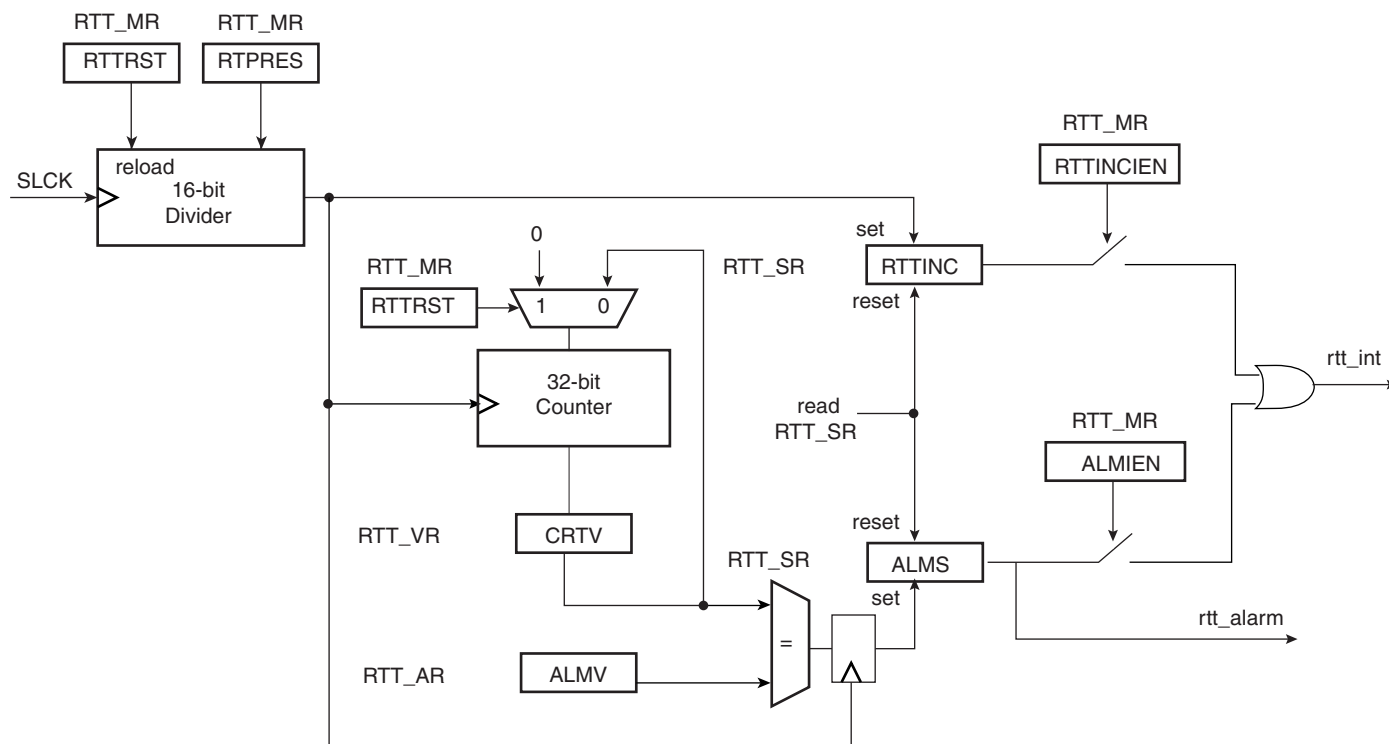 RTT_MR
RTT_MR
RTTRST
RTPRES
reload
SLCK
16-bit
Divider
RTT_MR
RTTINCIEN
set
0
RTT_MR
RTT_SR
RTTINC
RTTRST
1
0
reset
32-bit
Counter
rtt_int
read
RTT_SR
RTT_MR
ALMIEN
reset
RTT_VR
CRTV
RTT_SR
ALMS
set
rtt_alarm
=
RTT_AR
ALMV